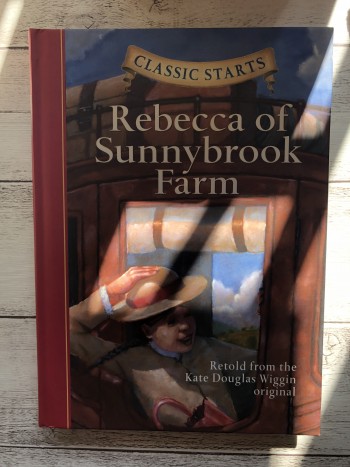 CLASSIC STARTS
Rebecca of
Sunnybrook
Farm
Retold from the
Kate Douglas Wiggin
original